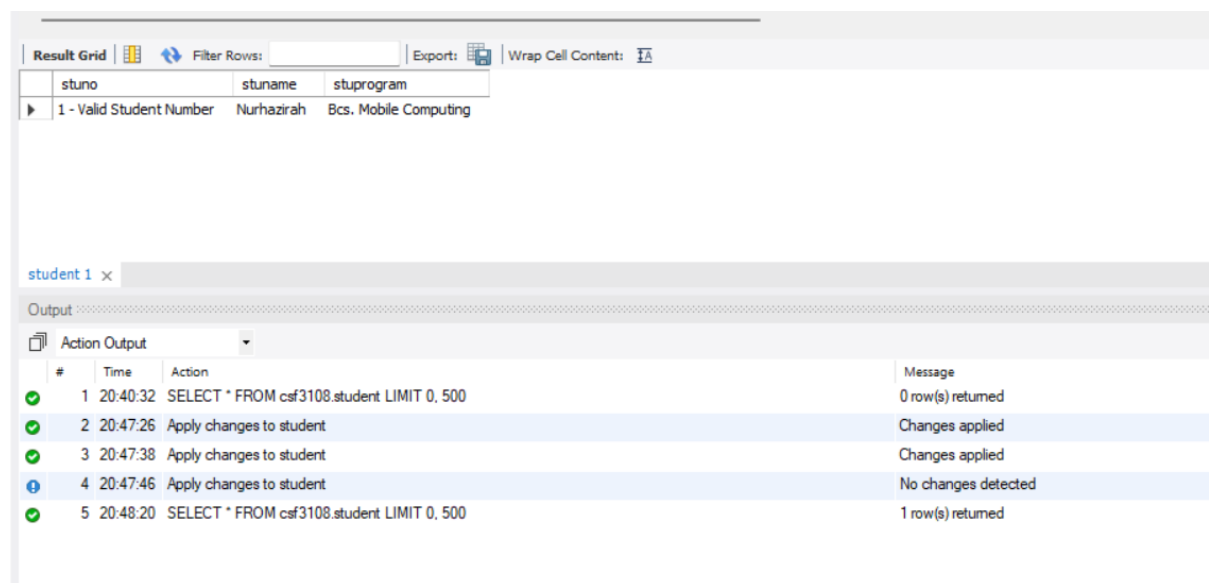 Result Grid Filter Rows: Export: Wrap Cell Content: IA
stuno stuname stuprogram
1 - Valid Student Number Nurhazirah Bcs. Mobile Computing
student 1
Output
Action Output
# Time Action Message
1 20:40:32 SELECT * FROM csf3108.student LIMIT 0, 500 0 row(s) returned
2 20:47:26 Apply changes to student Changes applied
3 20:47:38 Apply changes to student Changes applied
4 20:47:46 Apply changes to student No changes detected
5 20:48:20 SELECT * FROM csf3108.student LIMIT 0, 500 1 row(s) returned